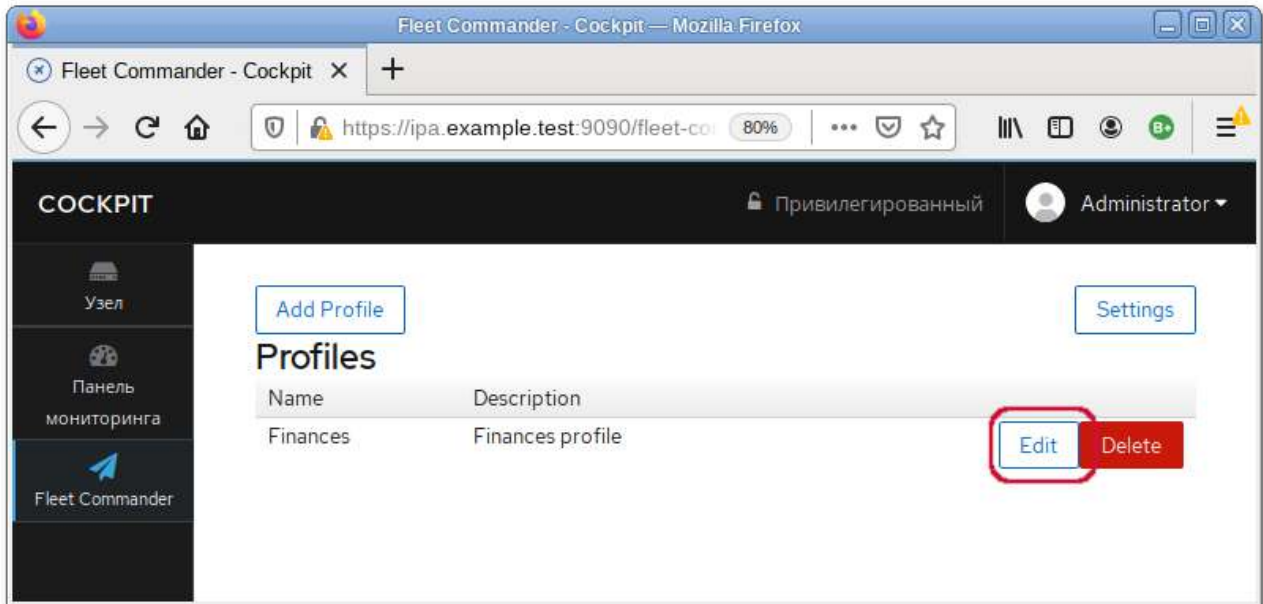 Fleet Commander - Cockpit — Mozilla Firefox
Fleet Commander - Cockpit
https://ipa.example.test:9090/fleet-co 80%
COCKPIT Привилегированный Administrator
Узел
Панель
мониторинга
Fleet Commander
Add Profile Settings
Profiles
Name Description
Finances Finances profile Edit Delete